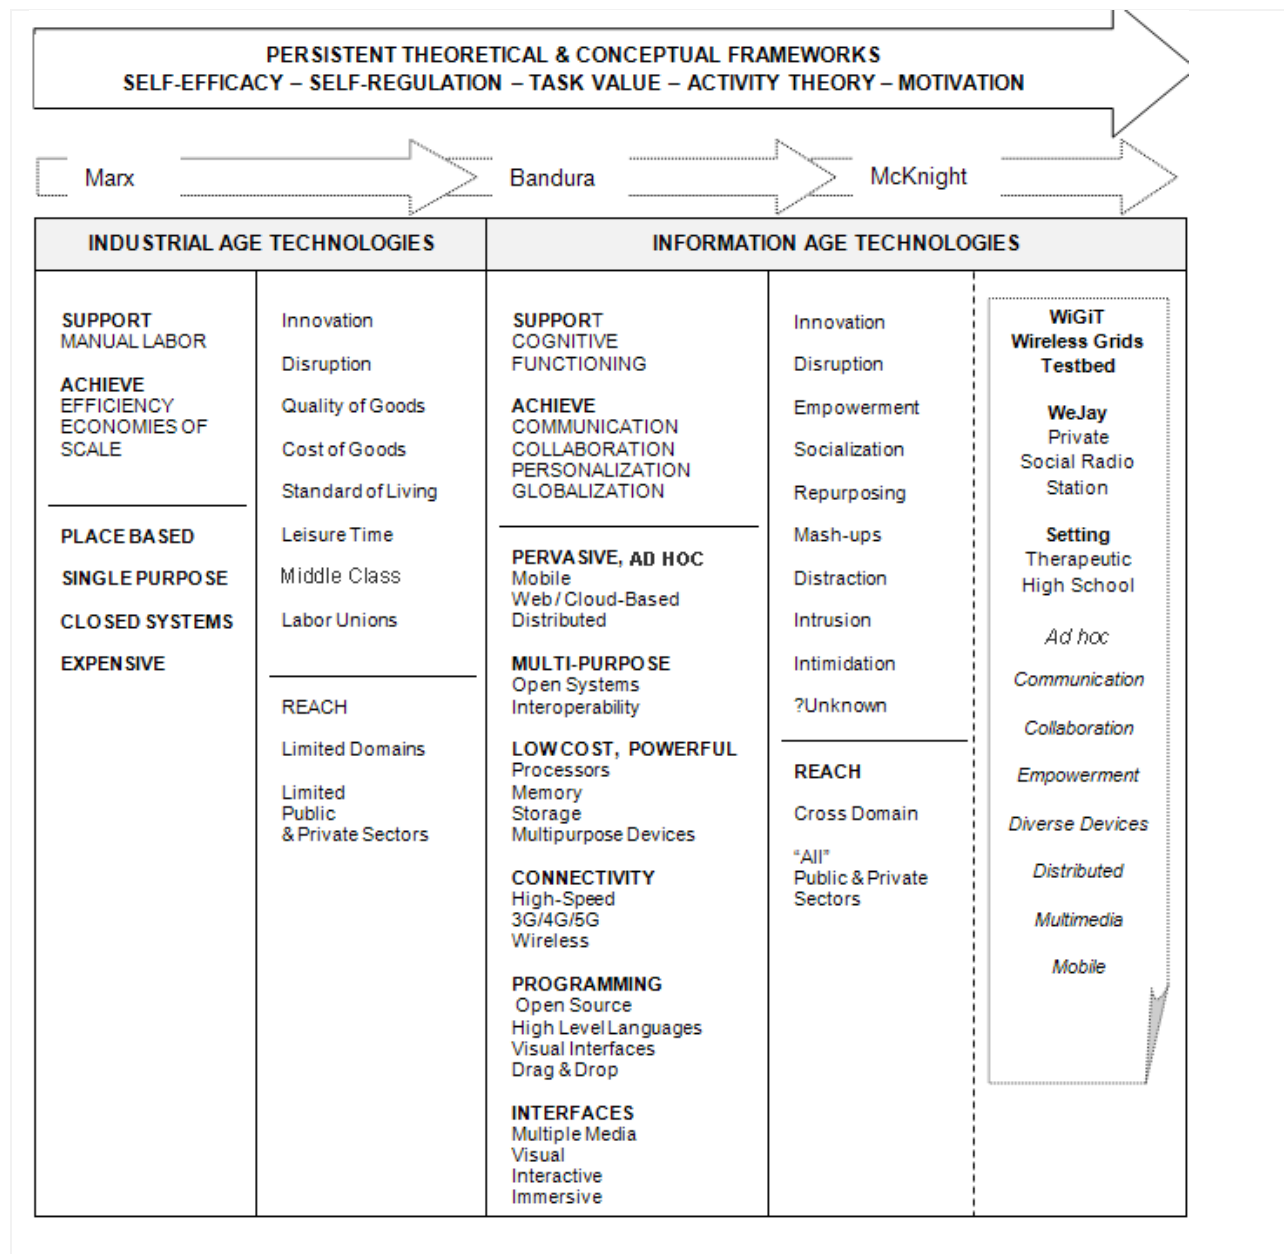 PERSISTENT THEORETICAL & CONCEPTUAL FRAMEWORKS
SELF-EFFICACY – SELF-REGULATION – TASK VALUE – ACTIVITY THEORY – MOTIVATION
Marx
Bandura
McKnight
INDUSTRIAL AGE TECHNOLOGIES
INFORMATION AGE TECHNOLOGIES
SUPPORT
MANUAL LABOR
ACHIEVE
EFFICIENCY
ECONOMIES OF
SCALE
PLACE BASED
SINGLE PURPOSE
CLOSED SYSTEMS
EXPENSIVE
Innovation
Disruption
Quality of Goods
Cost of Goods
Standard of Living
Leisure Time
Middle Class
Labor Unions
REACH
Limited Domains
Limited
Public
& Private Sectors
SUPPORT
COGNITIVE
FUNCTIONING
ACHIEVE
COMMUNICATION
COLLABORATION
PERSONALIZATION
GLOBALIZATION
PERVASIVE, AD HOC
Mobile
Web / Cloud-Based
Distributed
MULTI-PURPOSE
Open Systems
Interoperability
LOW COST, POWERFUL
Processors
Memory
Storage
Multipurpose Devices
CONNECTIVITY
High-Speed
3G/4G/5G
Wireless
PROGRAMMING
Open Source
High Level Languages
Visual Interfaces
Drag & Drop
INTERFACES
Multiple Media
Visual
Interactive
Immersive
Innovation
Disruption
Empowerment
Socialization
Repurposing
Mash-ups
Distraction
Intrusion
Intimidation
?Unknown
REACH
Cross Domain
“All”
Public & Private
Sectors
WiGiT
Wireless Grids
Testbed
WeJay
Private
Social Radio
Station
Setting
Therapeutic
High School
Ad hoc
Communication
Collaboration
Empowerment
Diverse Devices
Distributed
Multimedia
Mobile